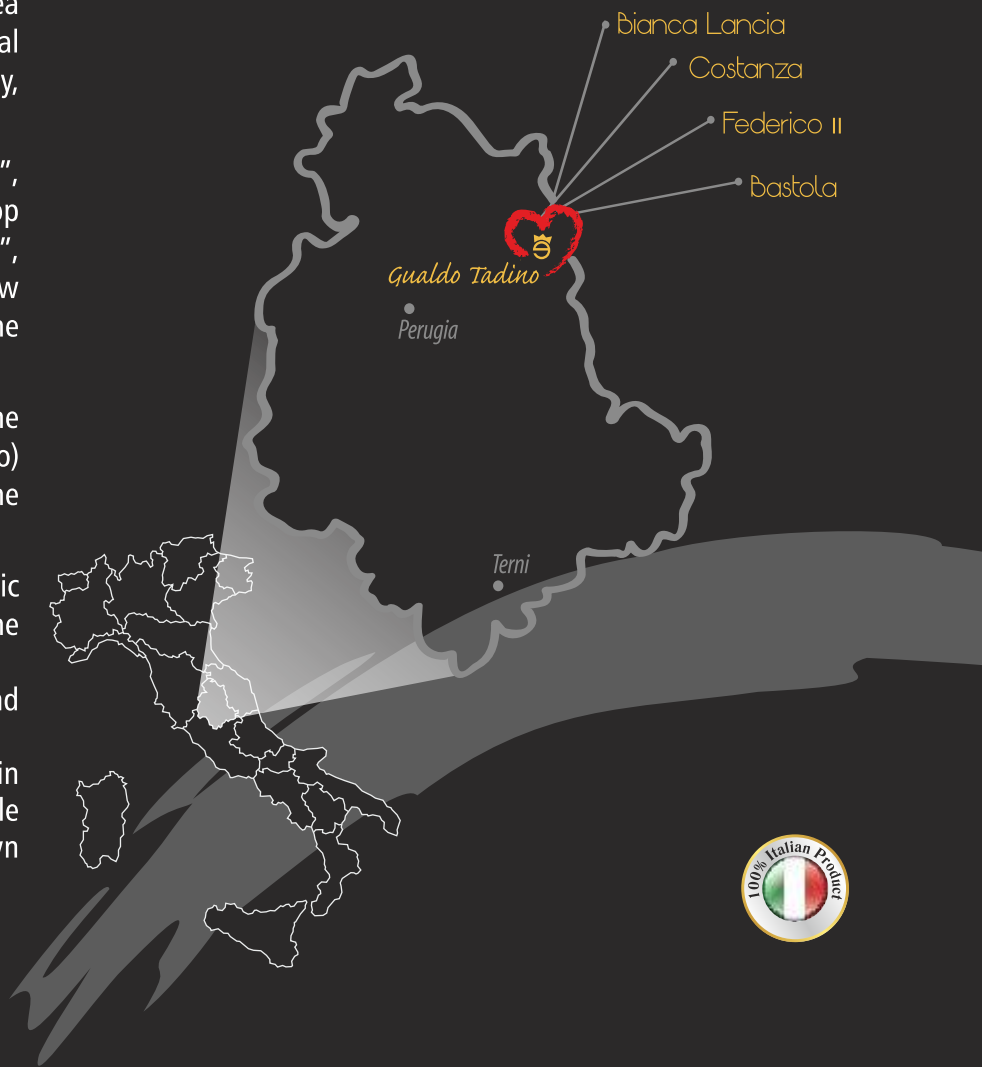 Bianca Lancia
Costanza
Federico II
Bastola
Gualdo Tadino
Perugia
Terni
100% Italian Product